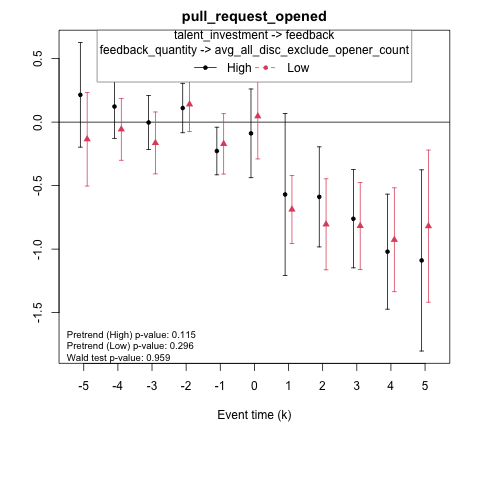 pull_request_opened
talent_investment -> feedback
feedback_quantity -> avg_all_disc_exclude_opener_count
High Low
0.5
0.0
-0.5
-1.0
-1.5
Pretrend (High) p-value: 0.115
Pretrend (Low) p-value: 0.296
Wald test p-value: 0.959
-5 -4 -3 -2 -1 0 1 2 3 4 5
Event time (k)